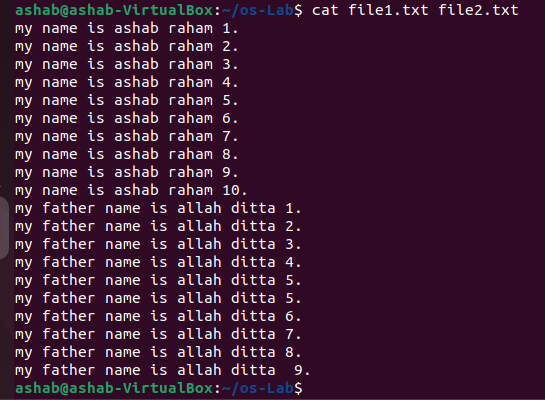 ashab@ashab-VirtualBox:~/os-Lab$ cat file1.txt file2.txt
my name is ashab raham 1.
my name is ashab raham 2.
my name is ashab raham 3.
my name is ashab raham 4.
my name is ashab raham 5.
my name is ashab raham 6.
my name is ashab raham 7.
my name is ashab raham 8.
my name is ashab raham 9.
my name is ashab raham 10.
my father name is allah ditta 1.
my father name is allah ditta 2.
my father name is allah ditta 3.
my father name is allah ditta 4.
my father name is allah ditta 5.
my father name is allah ditta 5.
my father name is allah ditta 6.
my father name is allah ditta 7.
my father name is allah ditta 8.
my father name is allah ditta  9.
ashab@ashab-VirtualBox:~/os-Lab$